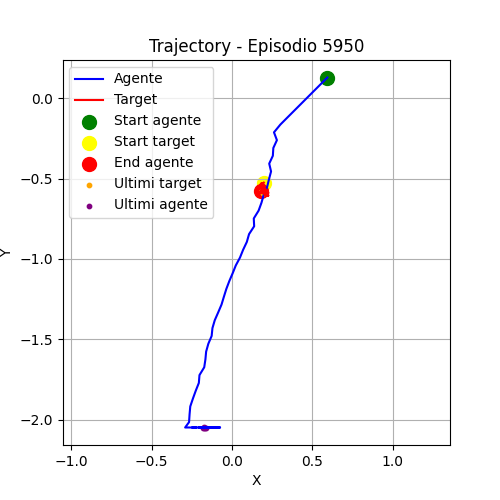 Trajectory - Episodio 5950
Agente
Target
Start agente
Start target
End agente
Ultimi target
Ultimi agente
0.0
−0.5
−1.0
−1.5
−2.0
Y
−1.0
−0.5
0.0
0.5
1.0
X